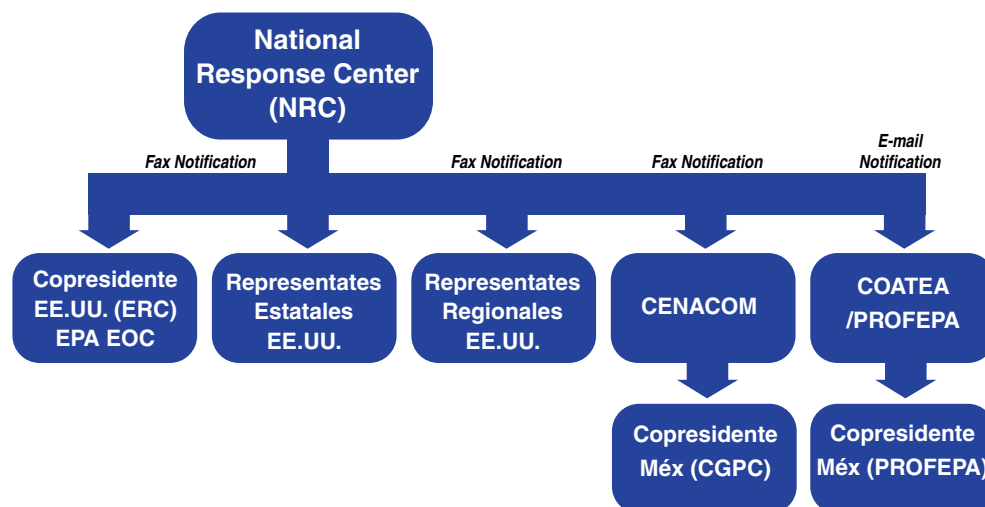 National
Response Center
(NRC)
Fax Notification
Fax Notification
Fax Notification
E-mail
Notification
Copresidente
EE.UU. (ERC)
EPA EOC
Representates
Estatales
EE.UU.
Representates
Regionales
EE.UU.
CENACOM
COATEA
/PROFEPA
Copresidente
Méx (CGPC)
Copresidente
Méx (PROFEPA)